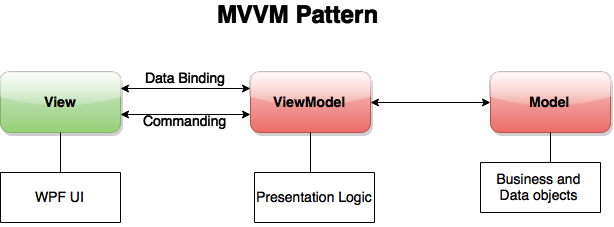 MVVM Pattern
Data Binding
View
ViewModel
Model
Commanding
WPF UI
Presentation Logic
Business and
Data objects